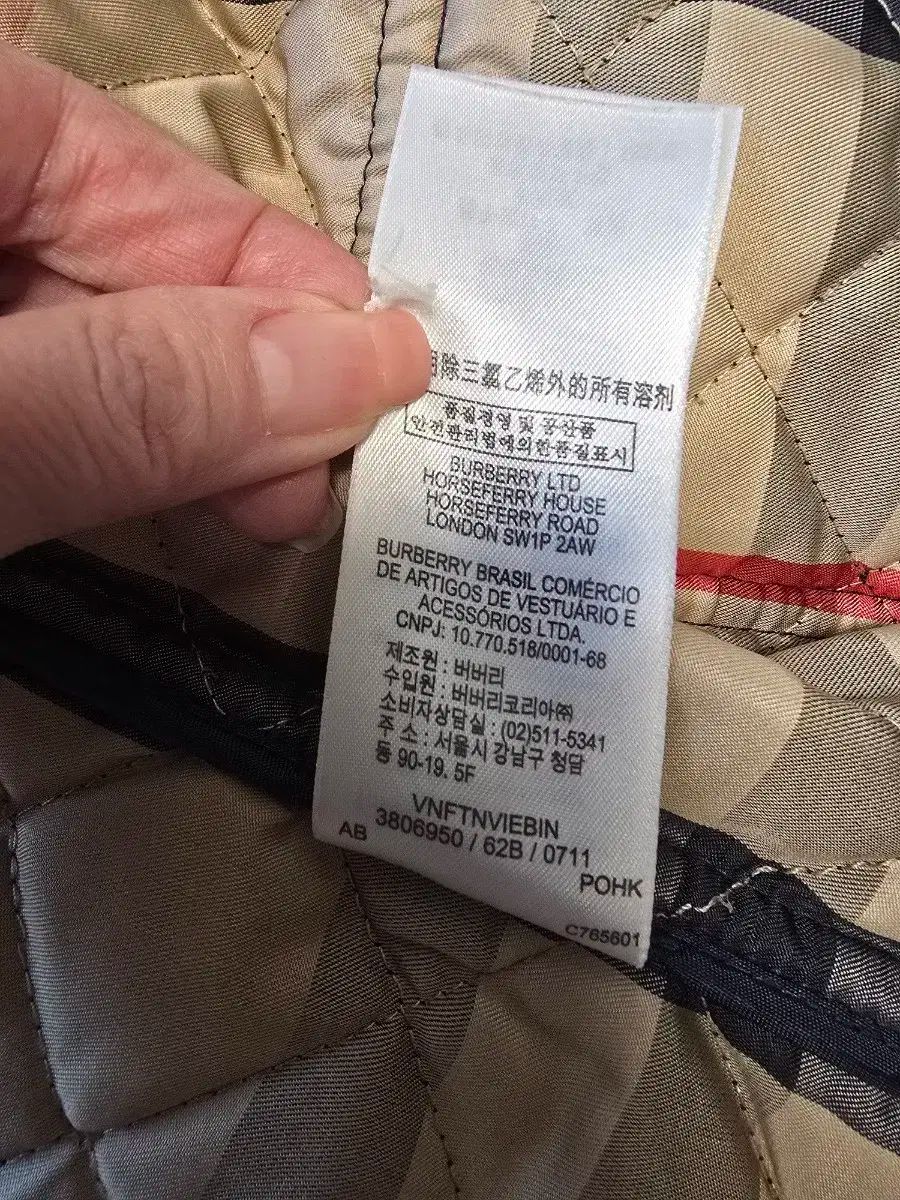 除三氯乙烯外的所有溶剂
품질경영 및 공산품
안전관리법에의한품질표시
BURBERRY LTD
HORSEFERRY HOUSE
HORSEFERRY ROAD
LONDON SW1P 2AW
BURBERRY BRASIL COMÉRCIO
DE ARTIGOS DE VESTUÁRIO E
ACESSÓRIOS LTDA.
CNPJ: 10.770.518/0001-68
제조원 : 버버리
수입원 : 버버리코리아㈜
소비자상담실 : (02)511-5341
주 소 : 서울시 강남구 청담
동 90-19. 5F
VNFTNVIEBIN
3806950 / 62B / 0711
AB
POHK
C765601